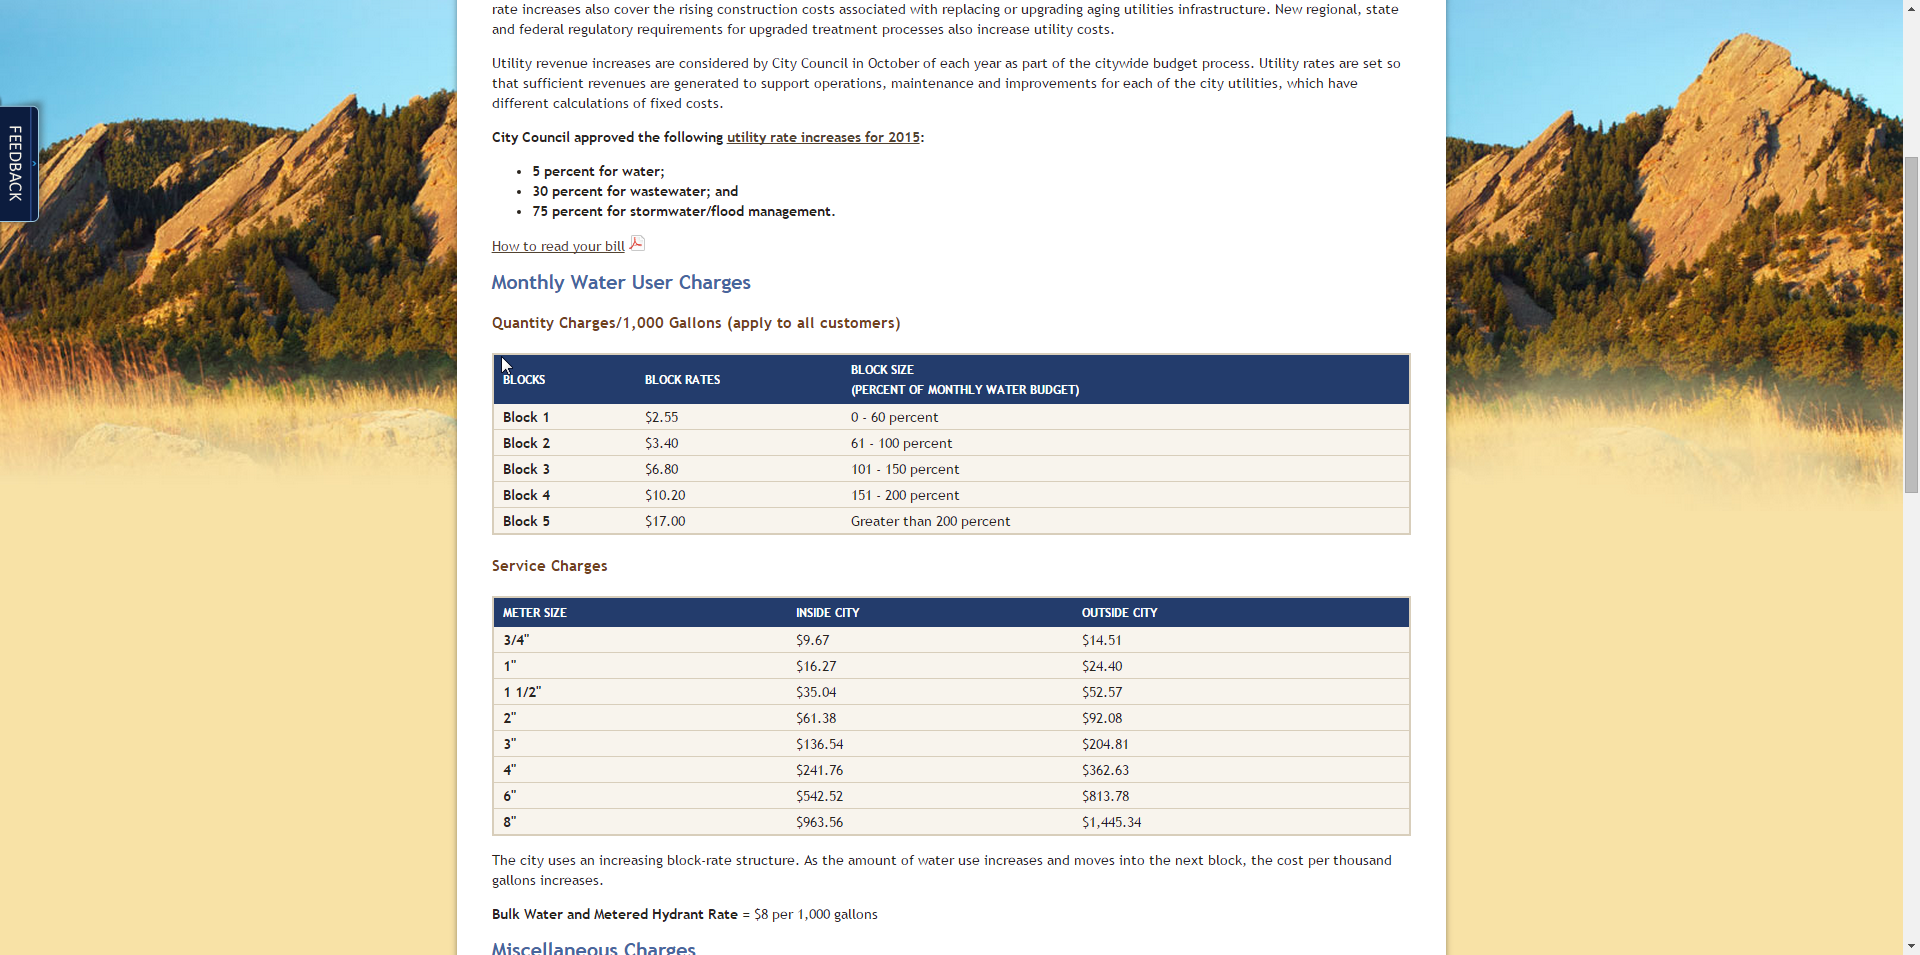 rate increases also cover the rising construction costs associated with replacing or upgrading aging utilities infrastructure. New regional, state
and federal regulatory requirements for upgraded treatment processes also increase utility costs.
Utility revenue increases are considered by City Council in October of each year as part of the citywide budget process. Utility rates are set so
that sufficient revenues are generated to support operations, maintenance and improvements for each of the city utilities, which have
different calculations of fixed costs.
FEEDBACK
City Council approved the following utility rate increases for 2015:
• 5 percent for water;
• 30 percent for wastewater; and
• 75 percent for stormwater/flood management.
How to read your bill
Monthly Water User Charges
Quantity Charges/1,000 Gallons (apply to all customers)
BLOCKS BLOCK RATES BLOCK SIZE
(PERCENT OF MONTHLY WATER BUDGET)
Block 1 $2.55 0 - 60 percent
Block 2 $3.40 61 - 100 percent
Block 3 $6.80 101 - 150 percent
Block 4 $10.20 151 - 200 percent
Block 5 $17.00 Greater than 200 percent
Service Charges
METER SIZE INSIDE CITY OUTSIDE CITY
3/4" $9.67 $14.51
1" $16.27 $24.40
1 1/2" $35.04 $52.57
2" $61.38 $92.08
3" $136.54 $204.81
4" $241.76 $362.63
6" $542.52 $813.78
8" $963.56 $1,445.34
The city uses an increasing block-rate structure. As the amount of water use increases and moves into the next block, the cost per thousand
gallons increases.
Bulk Water and Metered Hydrant Rate = $8 per 1,000 gallons
Miscellaneous Charges